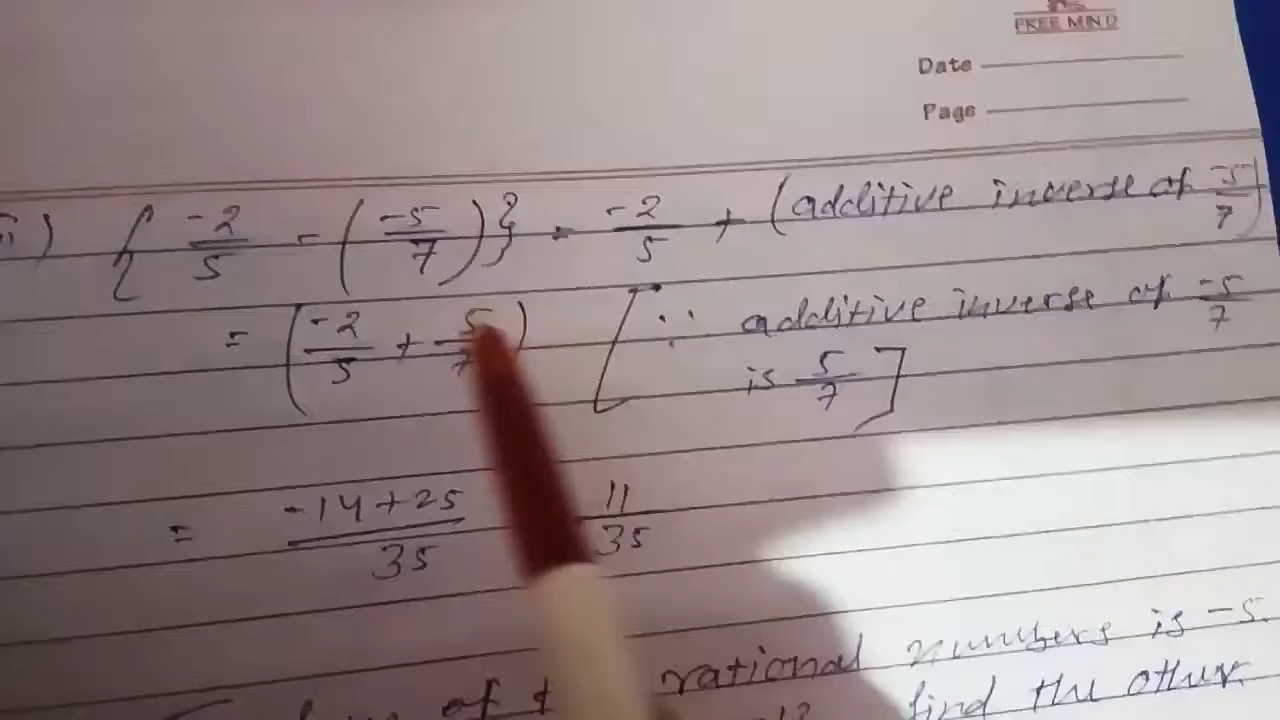 FREE MIND
Date
Page
ii) { -2/5 - (-5/7) } = -2/5 + (additive inverse of -5/7)
= (-2/5 + 5/7) [ ∵ additive inverse of -5/7
is 5/7 ]
= -14+25/35 11/35
of rational numbers is -5.
find the other.